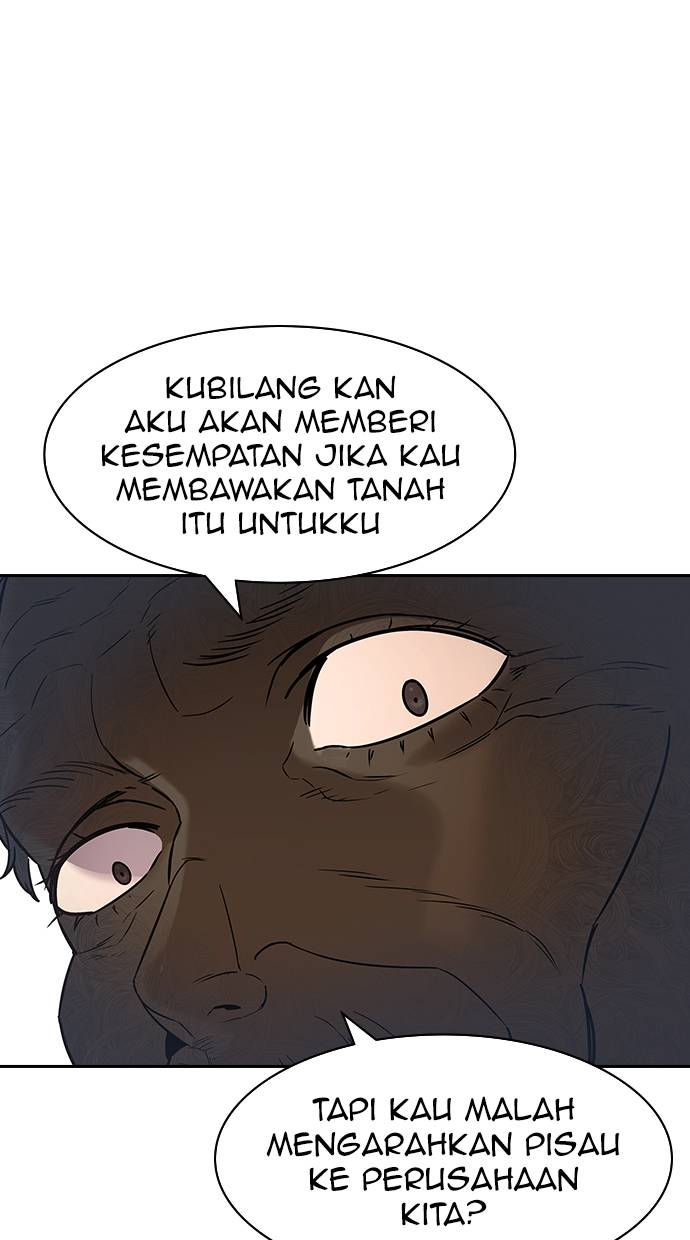 KUBILANG KAN
AKU AKAN MEMBERI
KESEMPATAN JIKA KAU
MEMBAWAKAN TANAH
ITU UNTUKKU
TAPI KAU MALAH
MENGARAHKAN PISAU
KE PERUSAHAAN
KITA?